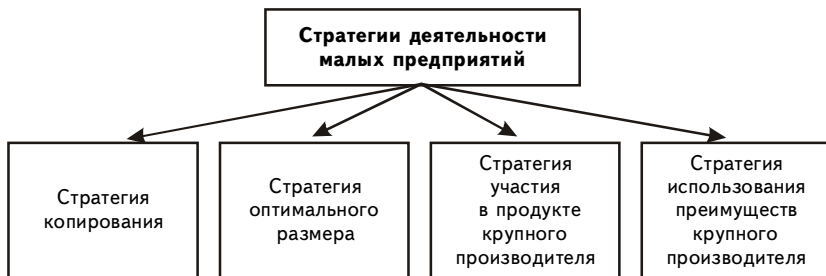 Стратегии деятельности
малых предприятий
Стратегия
копирования
Стратегия
оптимального
размера
Стратегия
участия
в продукте
крупного
производителя
Стратегия
использования
преимуществ
крупного
производителя